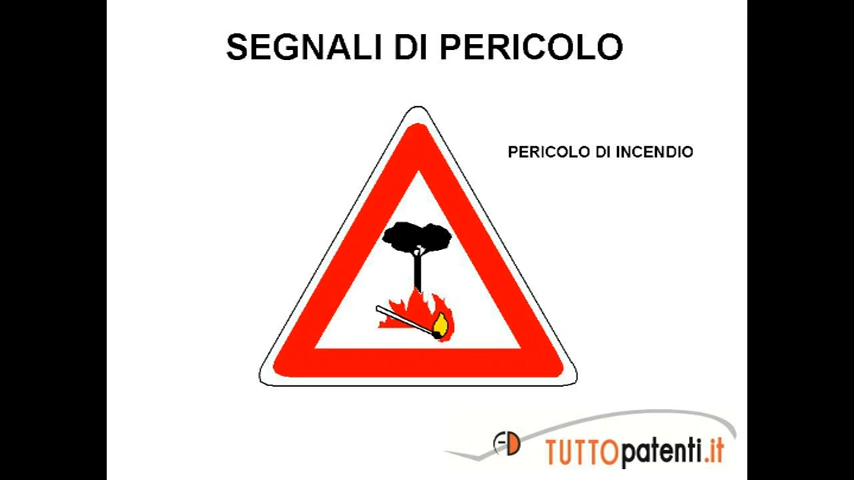 SEGNALI DI PERICOLO
PERICOLO DI INCENDIO
TUTTOpatenti.it